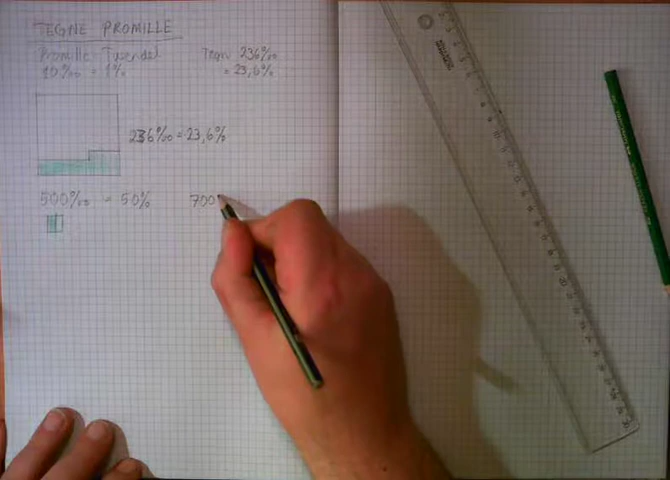 TEGNE PROMILLE
Promille Tusendel
10‰ = 1%
Tegn 236‰
= 23,6%
236‰ = 23,6%
500‰ = 50%
700